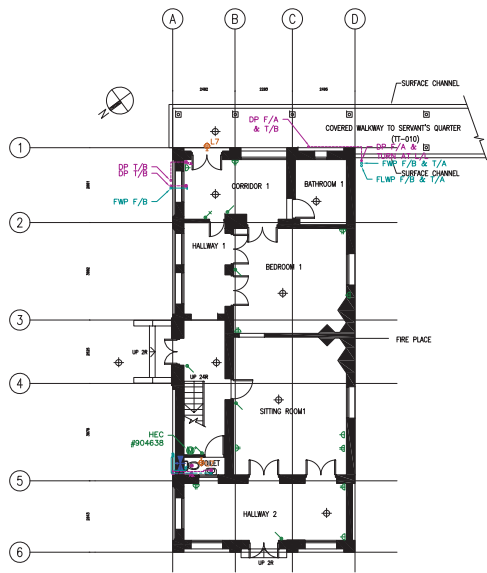 A B C D
N
SURFACE CHANNEL
DP F/A
& T/B
COVERED WALKWAY TO SERVANT'S QUARTER
(TT-010)
L7
1
DP F/A &
TURN AT L/L
FWP F/B & T/A
SURFACE CHANNEL
FLWP F/B & T/A
DP T/B
DP T/B
FWP F/B
CORRIDOR 1
BATHROOM 1
2
HALLWAY 1
BEDROOM 1
3
UP 2R
FIRE PLACE
UP 24R
4
SITTING ROOM1
HEC
#904638
TOILET
5
HALLWAY 2
6
UP 2R